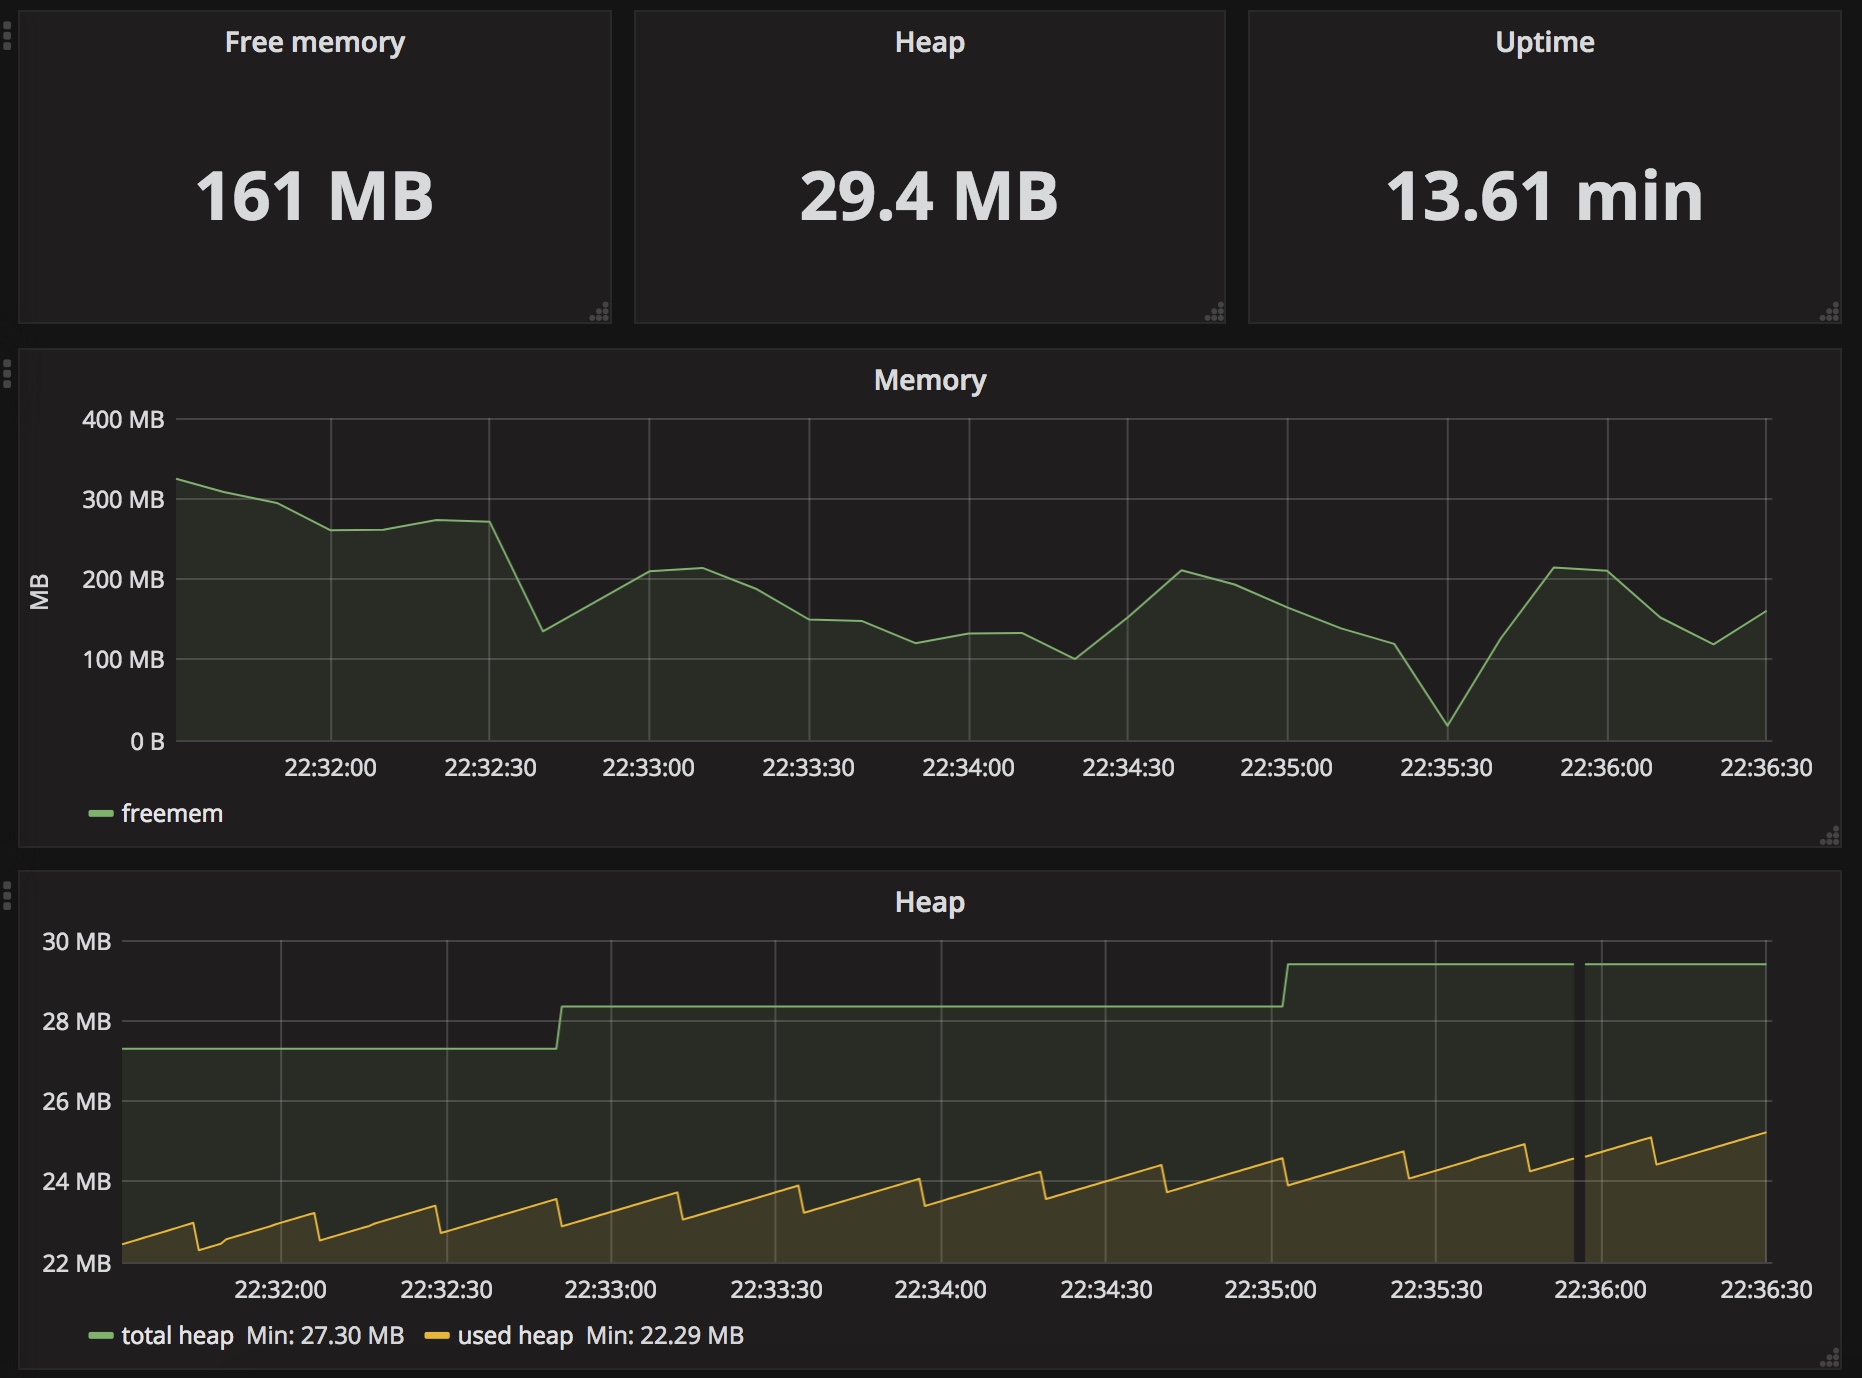 Free memory
Heap
Uptime
161 MB
29.4 MB
13.61 min
Memory
400 MB
300 MB
200 MB
100 MB
0 B
MB
22:32:00 22:32:30 22:33:00 22:33:30 22:34:00 22:34:30 22:35:00 22:35:30 22:36:00 22:36:30
freemem
Heap
30 MB
28 MB
26 MB
24 MB
22 MB
22:32:00 22:32:30 22:33:00 22:33:30 22:34:00 22:34:30 22:35:00 22:35:30 22:36:00 22:36:30
total heap Min: 27.30 MB used heap Min: 22.29 MB